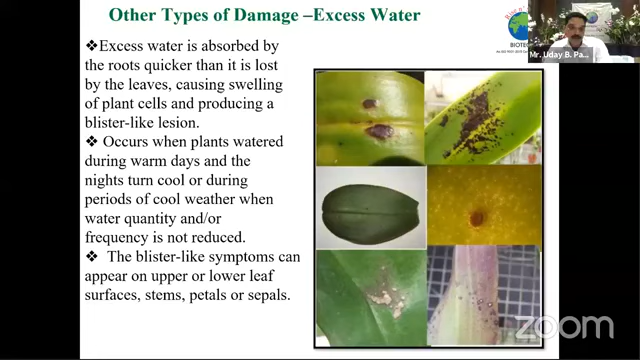 Other Types of Damage –Excess Water
❖Excess water is absorbed by
the roots quicker than it is lost
by the leaves, causing swelling
of plant cells and producing a
blister-like lesion.
❖ Occurs when plants watered
during warm days and the
nights turn cool or during
periods of cool weather when
water quantity and/or
frequency is not reduced.
❖ The blister-like symptoms can
appear on upper or lower leaf
surfaces, stems, petals or sepals.
BIOTEC
Mr. Uday B. Pa...
zoom